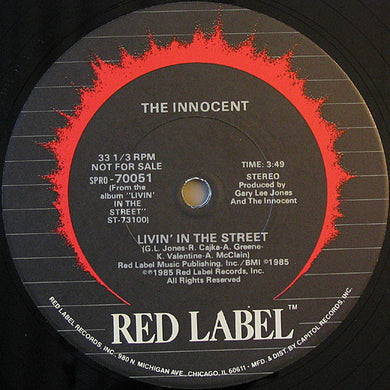 THE INNOCENT
33 1/3 RPM
NOT FOR SALE
SPRO-70051
(From the
album "LIVIN'
IN THE
STREET"
ST-73100)
TIME: 3:49
STEREO
Produced by
Gary Lee Jones
And The Innocent
LIVIN' IN THE STREET
(G.L. Jones-R. Cajka-A. Greene-
K. Valentine-A. McClain)
Red Label Music Publishing, Inc./BMI ©1985
℗©1985 Red Label Records, Inc.
All Rights Reserved.
RED LABEL™
RED LABEL RECORDS, INC. 980 N. MICHIGAN AVE., CHICAGO, IL 60611 - MFD. & DIST. BY CAPITOL RECORDS, INC.